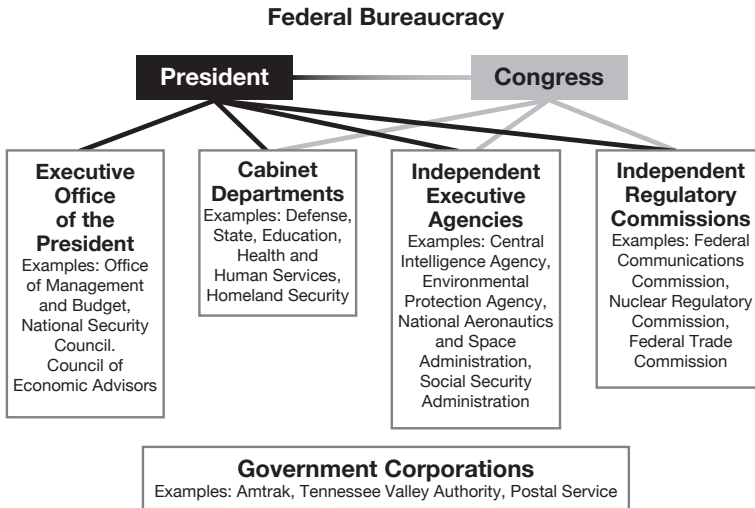 Federal Bureaucracy
President
Congress
Executive
Office
of the
President
Examples: Office
of Management
and Budget,
National Security
Council.
Council of
Economic Advisors
Cabinet
Departments
Examples: Defense,
State, Education,
Health and
Human Services,
Homeland Security
Independent
Executive
Agencies
Examples: Central
Intelligence Agency,
Environmental
Protection Agency,
National Aeronautics
and Space
Administration,
Social Security
Administration
Independent
Regulatory
Commissions
Examples: Federal
Communications
Commission,
Nuclear Regulatory
Commission,
Federal Trade
Commission
Government Corporations
Examples: Amtrak, Tennessee Valley Authority, Postal Service